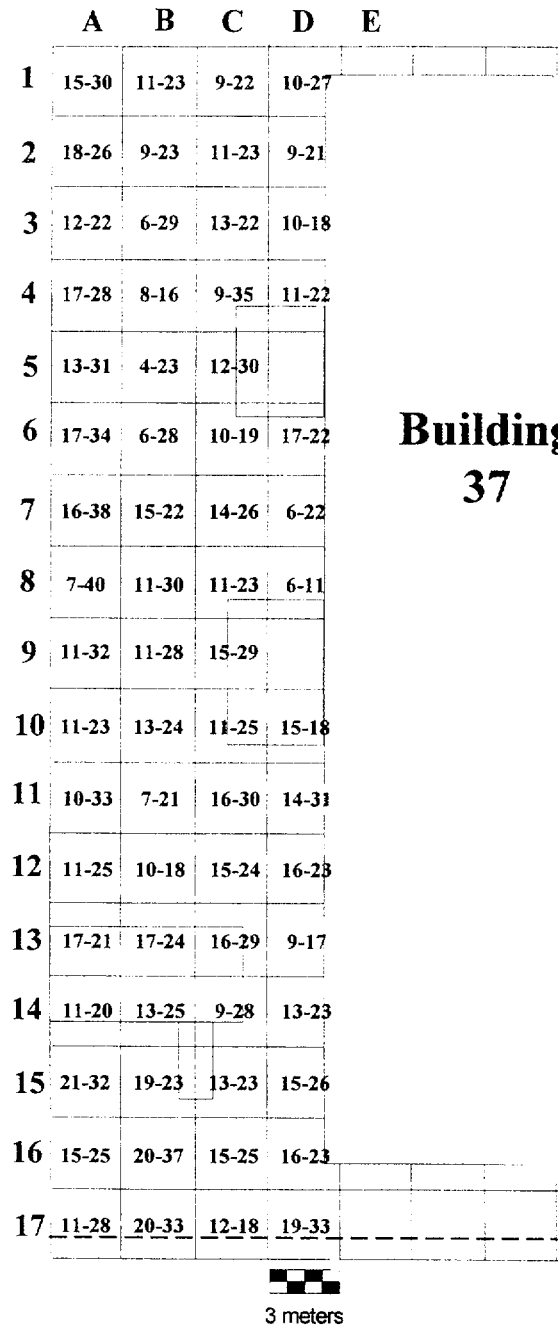 A B C D E
1 15-30 11-23 9-22 10-27
2 18-26 9-23 11-23 9-21
3 12-22 6-29 13-22 10-18
4 17-28 8-16 9-35 11-22
5 13-31 4-23 12-30
6 17-34 6-28 10-19 17-22
Building
37
7 16-38 15-22 14-26 6-22
8 7-40 11-30 11-23 6-11
9 11-32 11-28 15-29
10 11-23 13-24 11-25 15-18
11 10-33 7-21 16-30 14-31
12 11-25 10-18 15-24 16-23
13 17-21 17-24 16-29 9-17
14 11-20 13-25 9-28 13-23
15 21-32 19-23 13-23 15-26
16 15-25 20-37 15-25 16-23
17 11-28 20-33 12-18 19-33
3 meters